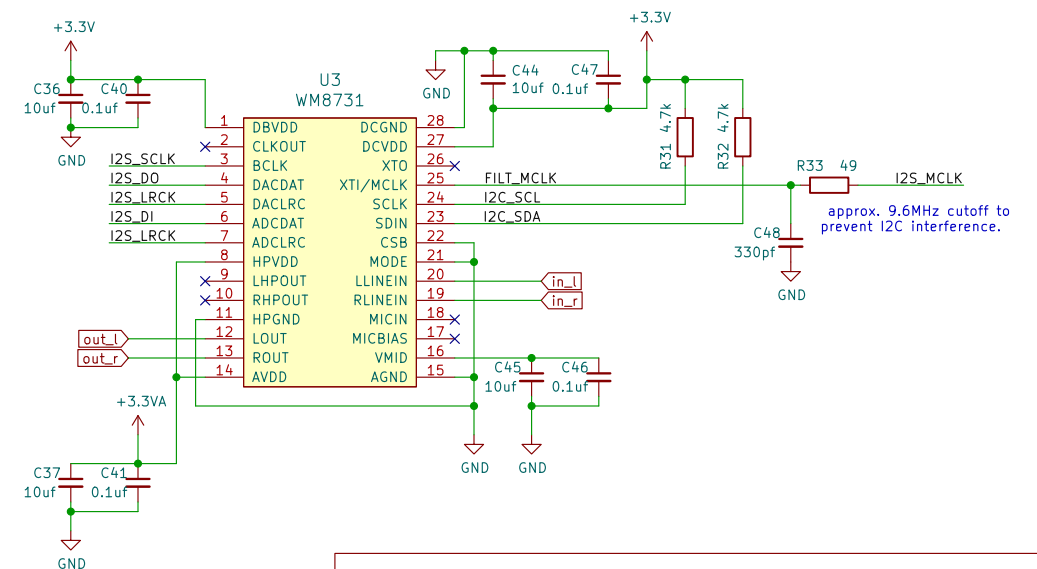 +3.3V
C36
10uf
C40
0.1uf
GND
U3
WM8731
+3.3V
C44
10uf
C47
0.1uf
GND
R31 4.7k
R32 4.7k
1 DBVDD
2 CLKOUT
3 BCLK
4 DACDAT
5 DACLRC
6 ADCDAT
7 ADCLRC
8 HPVDD
9 LHPOUT
10 RHPOUT
11 HPGND
12 LOUT
13 ROUT
14 AVDD
DCGND 28
DCVDD 27
XTO 26
XTI/MCLK 25
SCLK 24
SDIN 23
CSB 22
MODE 21
LLINEIN 20
RLINEIN 19
MICIN 18
MICBIAS 17
VMID 16
AGND 15
I2S_SCLK
I2S_DO
I2S_LRCK
I2S_DI
I2S_LRCK
out_l
out_r
FILT_MCLK
I2C_SCL
I2C_SDA
R33 49
I2S_MCLK
approx. 9.6MHz cutoff to
prevent I2C interference.
C48
330pf
GND
in_l
in_r
C45
10uf
C46
0.1uf
GND
GND
+3.3VA
C37
10uf
C41
0.1uf
GND